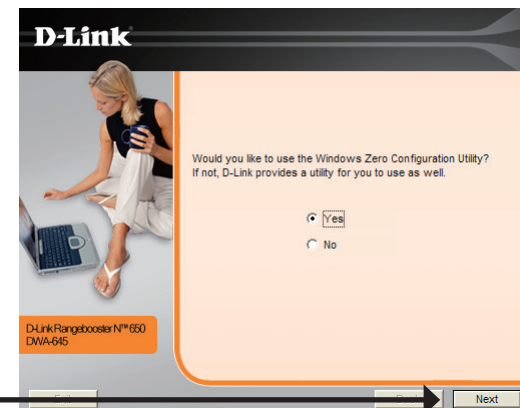 D-Link
Would you like to use the Windows Zero Configuration Utility?
If not, D-Link provides a utility for you to use as well.
Yes
No
D-Link Rangebooster N™ 650
DWA-645
Next